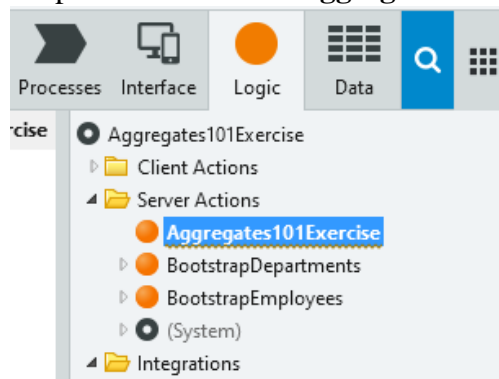 Processes Interface Logic Data
rcise
Aggregates101Exercise
Client Actions
Server Actions
Aggregates101Exercise
BootstrapDepartments
BootstrapEmployees
(System)
Integrations